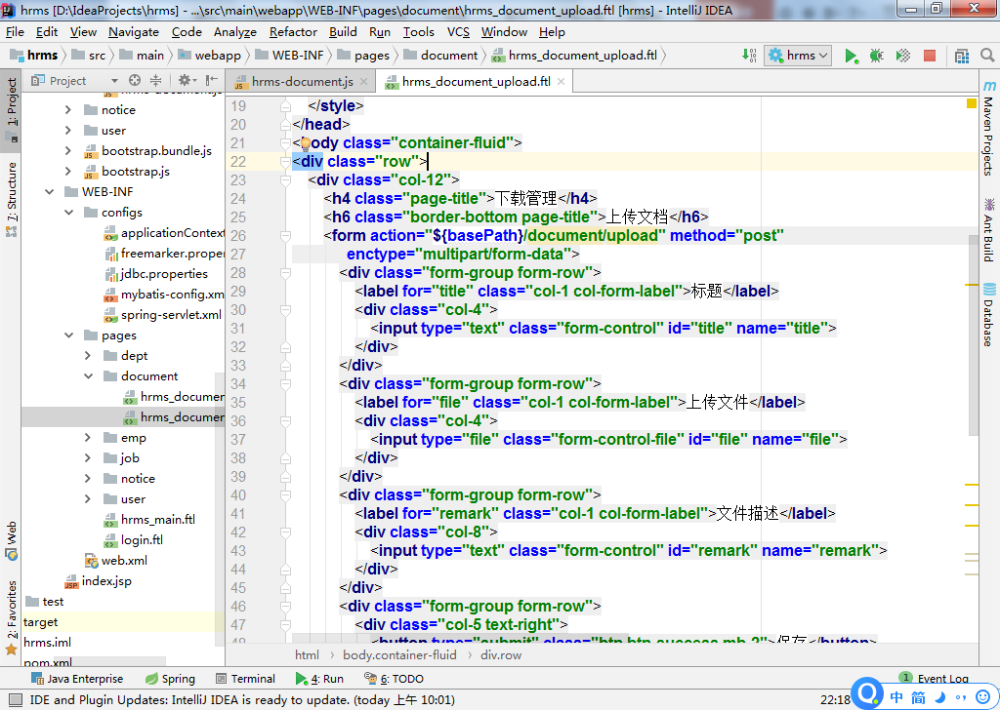 hrms [D:\IdeaProjects\hrms] - ...\src\main\webapp\WEB-INF\pages\document\hrms_document_upload.ftl [hrms] - IntelliJ IDEA
File Edit View Navigate Code Analyze Refactor Build Run Tools VCS Window Help
hrms src main webapp WEB-INF pages document hrms_document_upload.ftl hrms
Project hrms-document.js hrms_document_upload.ftl
1: Project
7: Structure
Web
2: Favorites
notice
user
bootstrap.bundle.js
bootstrap.js
WEB-INF
configs
applicationContext
freemarker.proper
jdbc.properties
mybatis-config.xm
spring-servlet.xml
pages
dept
document
hrms_documen
hrms_documen
emp
job
notice
user
hrms_main.ftl
login.ftl
web.xml
index.jsp
test
target
hrms.iml
pom.xml
19 </style>
20 </head>
21 <body class="container-fluid">
22 <div class="row">
23 <div class="col-12">
24 <h4 class="page-title">下载管理</h4>
25 <h6 class="border-bottom page-title">上传文档</h6>
26 <form action="${basePath}/document/upload" method="post"
27 enctype="multipart/form-data">
28 <div class="form-group form-row">
29 <label for="title" class="col-1 col-form-label">标题</label>
30 <div class="col-4">
31 <input type="text" class="form-control" id="title" name="title">
32 </div>
33 </div>
34 <div class="form-group form-row">
35 <label for="file" class="col-1 col-form-label">上传文件</label>
36 <div class="col-4">
37 <input type="file" class="form-control-file" id="file" name="file">
38 </div>
39 </div>
40 <div class="form-group form-row">
41 <label for="remark" class="col-1 col-form-label">文件描述</label>
42 <div class="col-8">
43 <input type="text" class="form-control" id="remark" name="remark">
44 </div>
45 </div>
46 <div class="form-group form-row">
47 <div class="col-5 text-right">
48 <button type="submit" class="btn btn-success mb-2">保存</button>
html body.container-fluid div.row
Maven Projects
Ant Build
Database
Java Enterprise Spring Terminal 4: Run 6: TODO 1 Event Log
IDE and Plugin Updates: IntelliJ IDEA is ready to update. (today 上午 10:01) 22:18
中 简